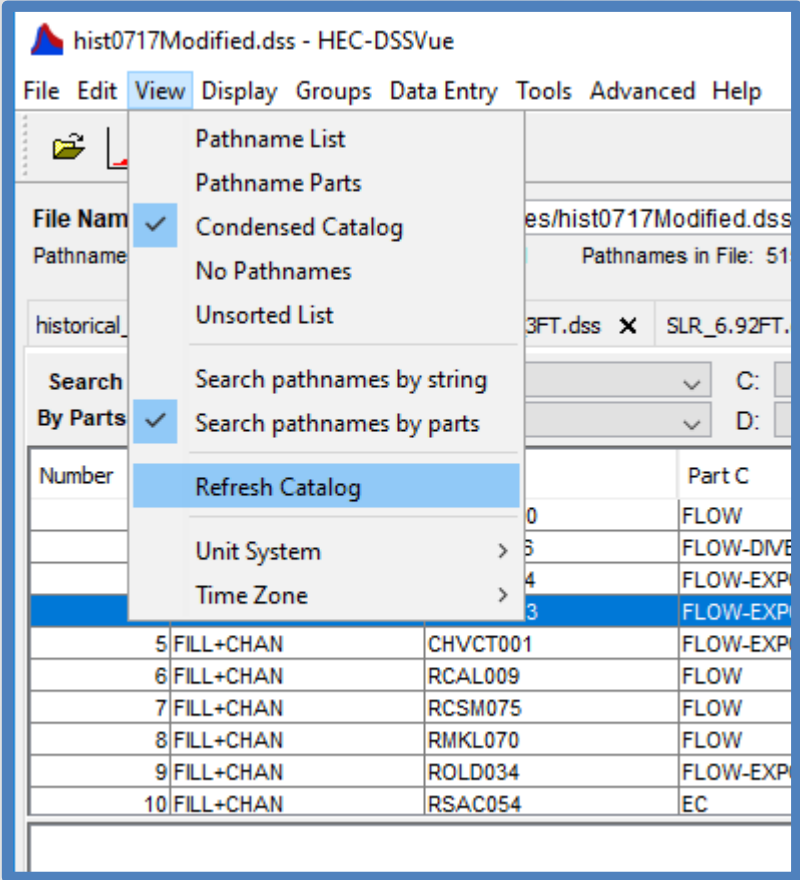 hist0717Modified.dss - HEC-DSSVue
File Edit View Display Groups Data Entry Tools Advanced Help
Pathname List
Pathname Parts
File Nam es/hist0717Modified.dss
Condensed Catalog
Pathname Pathnames in File: 51
No Pathnames
Unsorted List
historical_ 3FT.dss X SLR_6.92FT.
Search C:
Search pathnames by string
By Parts D:
Search pathnames by parts
Number Part C
Refresh Catalog
0 FLOW
Unit System >
6 FLOW-DIVE
4 FLOW-EXP
Time Zone >
3 FLOW-EXP
5 FILL+CHAN CHVCT001 FLOW-EXP
6 FILL+CHAN RCAL009 FLOW
7 FILL+CHAN RCSM075 FLOW
8 FILL+CHAN RMKL070 FLOW
9 FILL+CHAN ROLD034 FLOW-EXP
10 FILL+CHAN RSAC054 EC